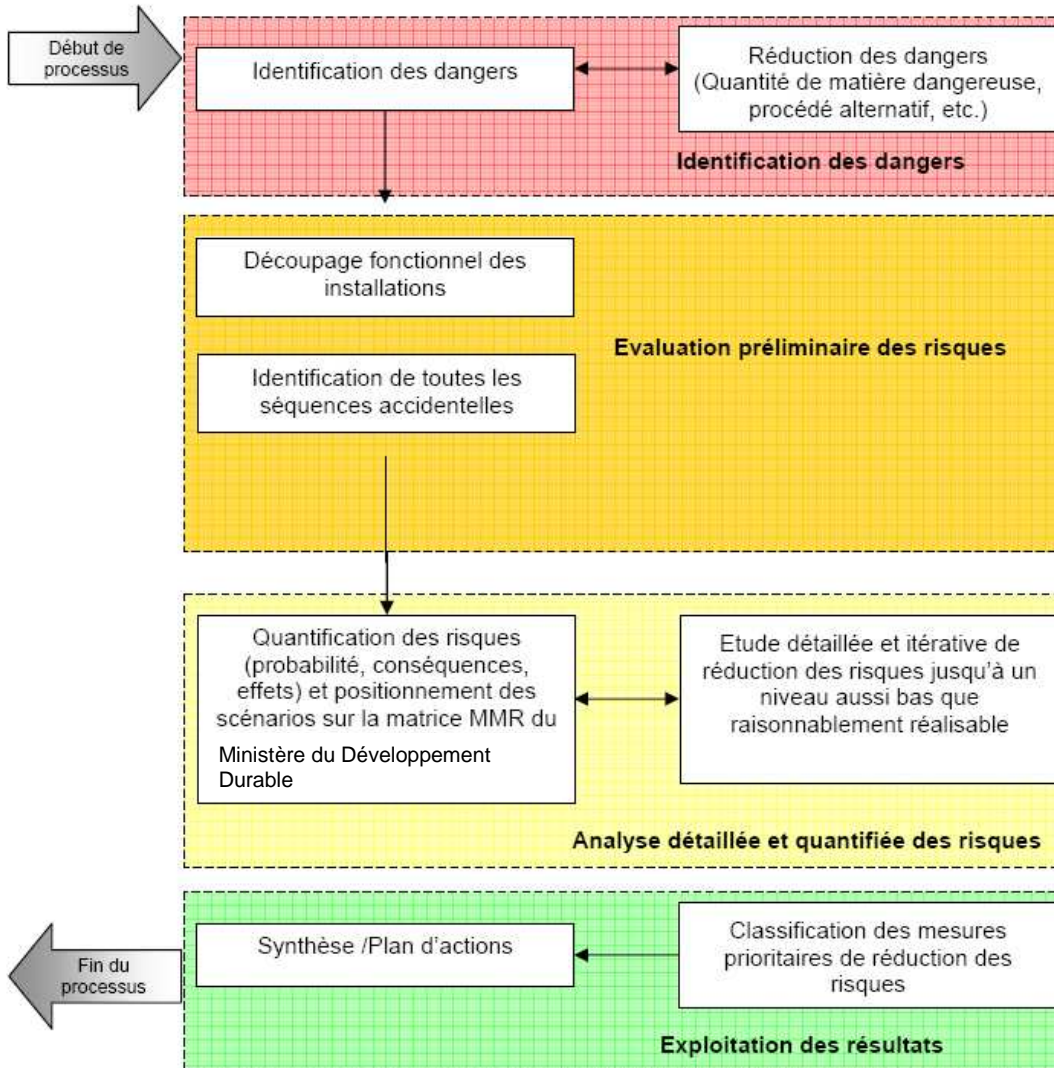 Début de
processus
Identification des dangers
Réduction des dangers
(Quantité de matière dangereuse,
procédé alternatif, etc.)
Identification des dangers
Découpage fonctionnel des
installations
Evaluation préliminaire des risques
Identification de toutes les
séquences accidentelles
Quantification des risques
(probabilité, conséquences,
effets) et positionnement des
scénarios sur la matrice MMR du
Ministère du Développement
Durable
Etude détaillée et itérative de
réduction des risques jusqu'à un
niveau aussi bas que
raisonnablement réalisable
Analyse détaillée et quantifiée des risques
Synthèse /Plan d'actions
Classification des mesures
prioritaires de réduction des
risques
Fin du
processus
Exploitation des résultats